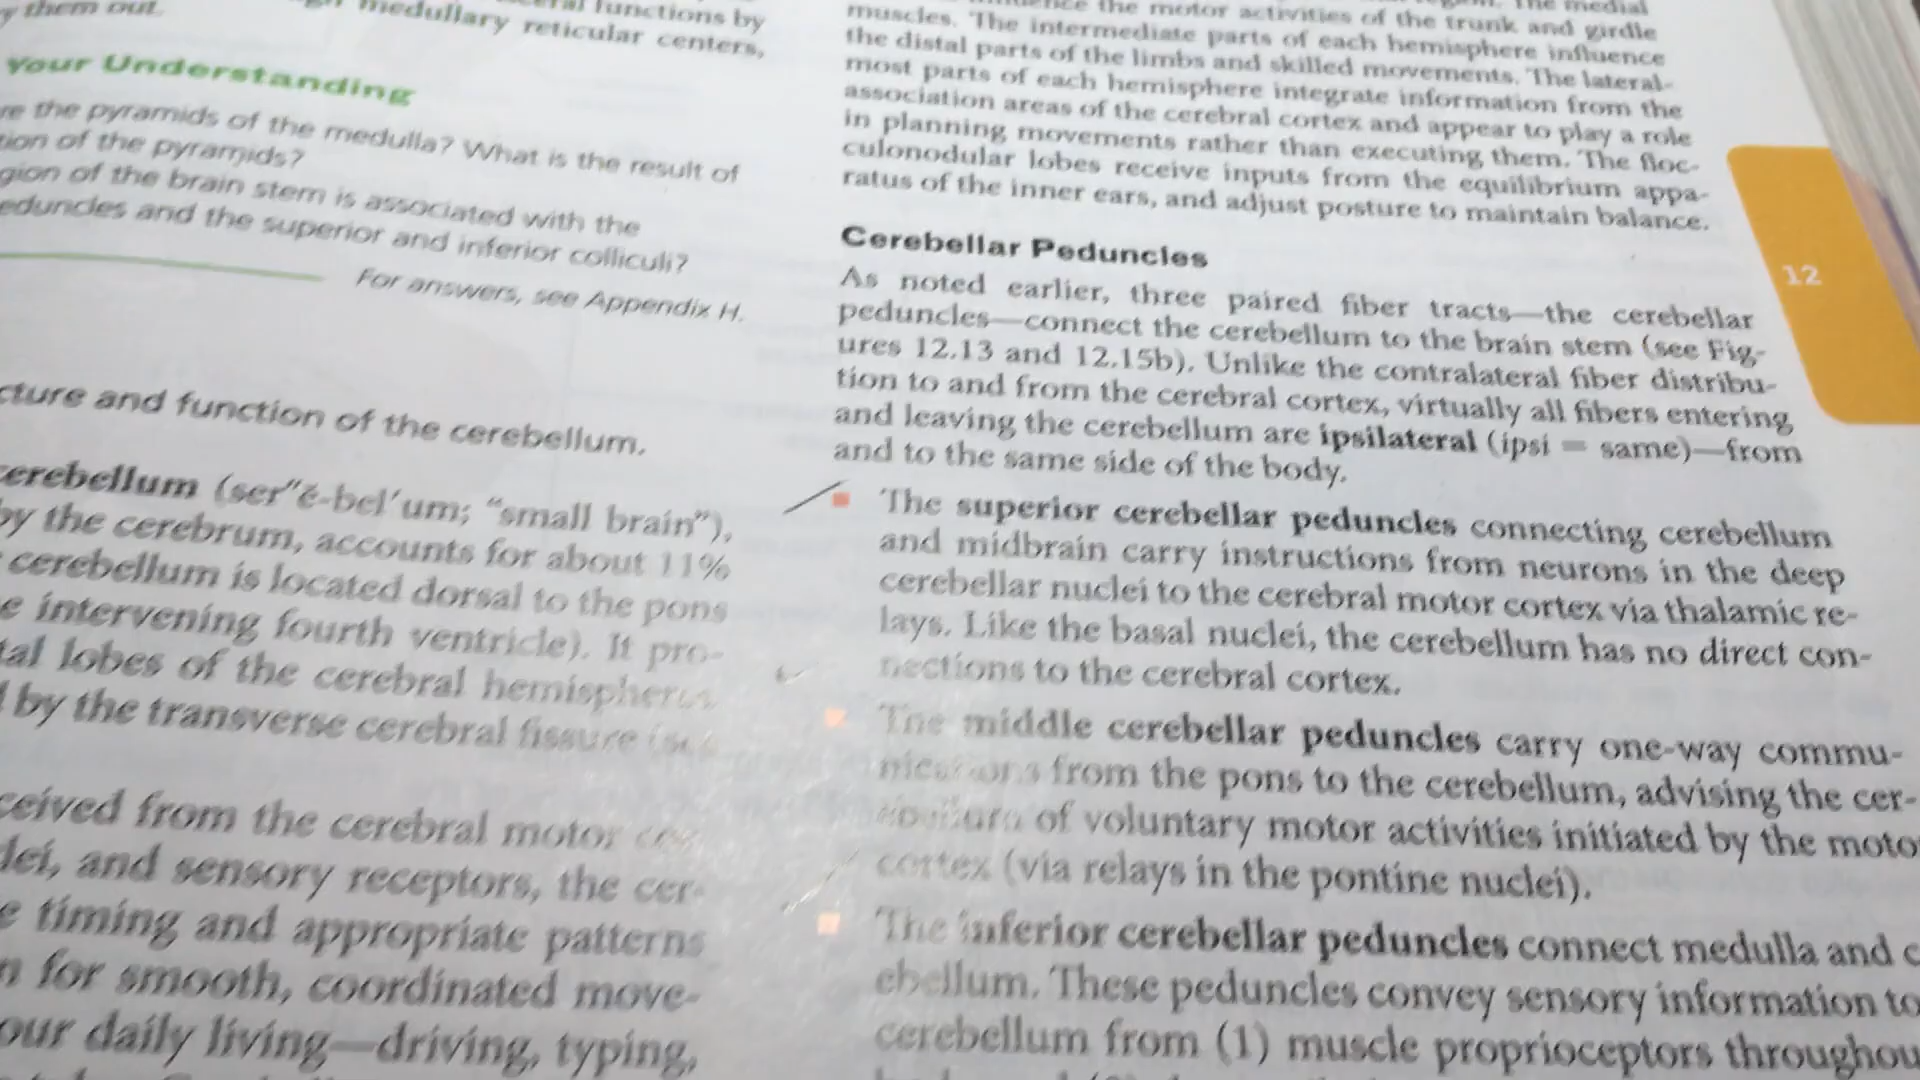 y them out.
medullary reticular centers,
functions by
your Understanding
re the pyramids of the medulla? What is the result of
tion of the pyramids?
gion of the brain stem is associated with the
eduncles and the superior and inferior colliculi?
For answers, see Appendix H.
cture and function of the cerebellum.
cerebellum (ser"ĕ-bel'um; “small brain”),
by the cerebrum, accounts for about 11%
cerebellum is located dorsal to the pons
e intervening fourth ventricle). It pro-
tal lobes of the cerebral hemispheres
by the transverse cerebral fissure (see
ceived from the cerebral motor
lei, and sensory receptors, the cer-
e timing and appropriate patterns
n for smooth, coordinated move-
our daily living—driving, typing,
the motor activities of the trunk and girdle
The medial
muscles. The intermediate parts of each hemisphere influence
the distal parts of the limbs and skilled movements. The lateral-
most parts of each hemisphere integrate information from the
association areas of the cerebral cortex and appear to play a role
in planning movements rather than executing them. The floc-
culonodular lobes receive inputs from the equilibrium appa-
ratus of the inner ears, and adjust posture to maintain balance.
Cerebellar Peduncles
As noted earlier, three paired fiber tracts—the cerebellar
peduncles—connect the cerebellum to the brain stem (see Fig-
ures 12.13 and 12.15b). Unlike the contralateral fiber distribu-
tion to and from the cerebral cortex, virtually all fibers entering
and leaving the cerebellum are ipsilateral (ipsi = same)—from
and to the same side of the body.
The superior cerebellar peduncles connecting cerebellum
and midbrain carry instructions from neurons in the deep
cerebellar nuclei to the cerebral motor cortex via thalamic re-
lays. Like the basal nuclei, the cerebellum has no direct con-
nections to the cerebral cortex.
The middle cerebellar peduncles carry one-way commu-
nications from the pons to the cerebellum, advising the cer-
ebellum of voluntary motor activities initiated by the moto
cortex (via relays in the pontine nuclei).
The inferior cerebellar peduncles connect medulla and c
ebellum. These peduncles convey sensory information to
cerebellum from (1) muscle proprioceptors throughou
12